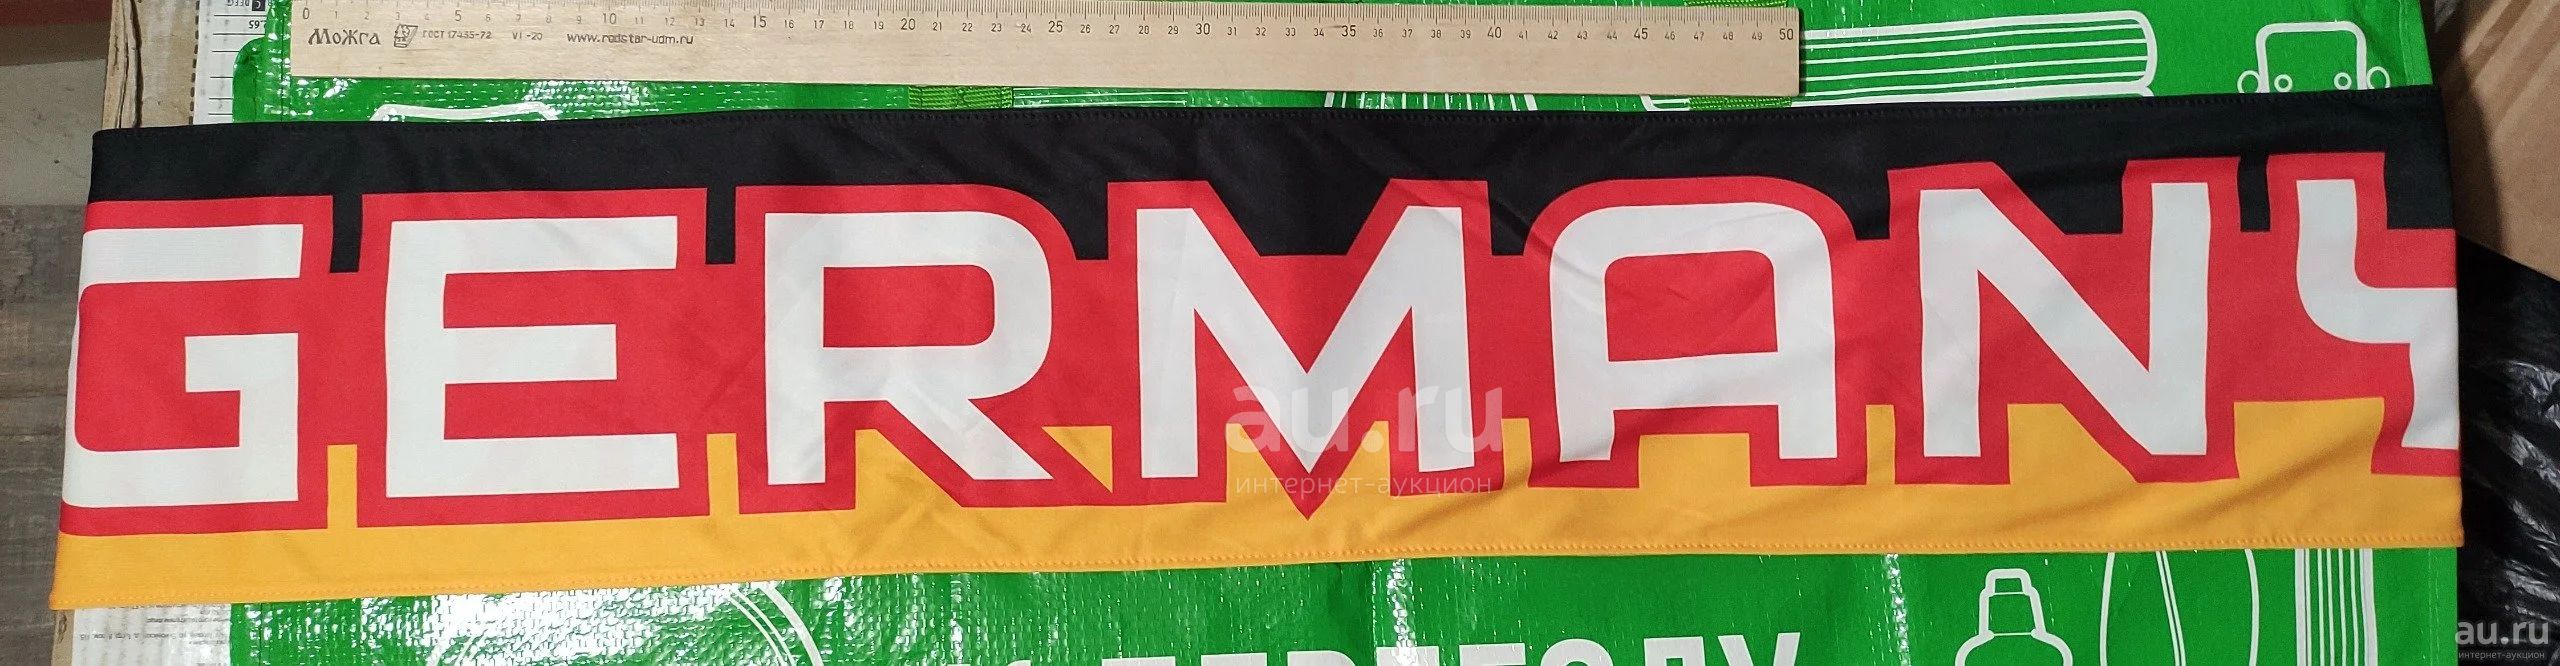 0 1 2 3 4 5 6 7 8 9 10 11 12 13 14 15 16 17 18 19 20 21 22 23 24 25 26 27 28 29 30 31 32 33 34 35 36 37 38 39 40 41 42 43 44 45 46 47 48 49 50
Можга ГОСТ 17435-72 VI-20 www.redstar-udm.ru
GERMANY
au.ru
интернет-аукцион
au.ru
интернет-аукцион